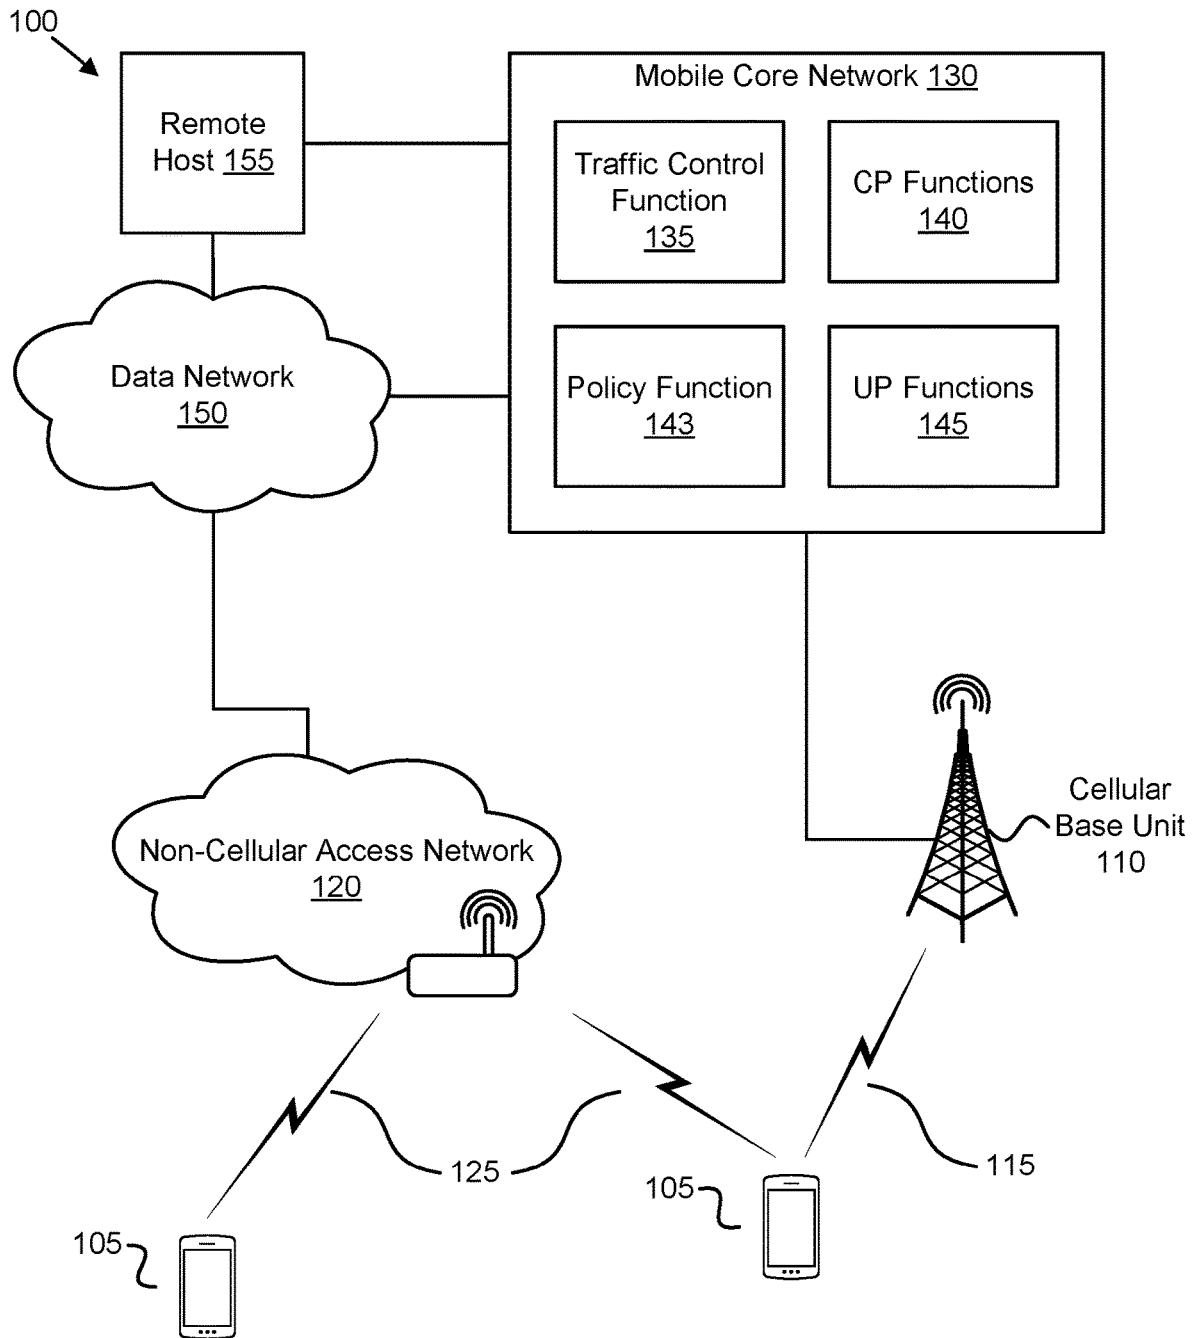 100
Remote
Host 155
Mobile Core Network 130
Traffic Control
Function
135
CP Functions
140
Policy Function
143
UP Functions
145
Data Network
150
Non-Cellular Access Network
120
Cellular
Base Unit
110
125
115
105
105